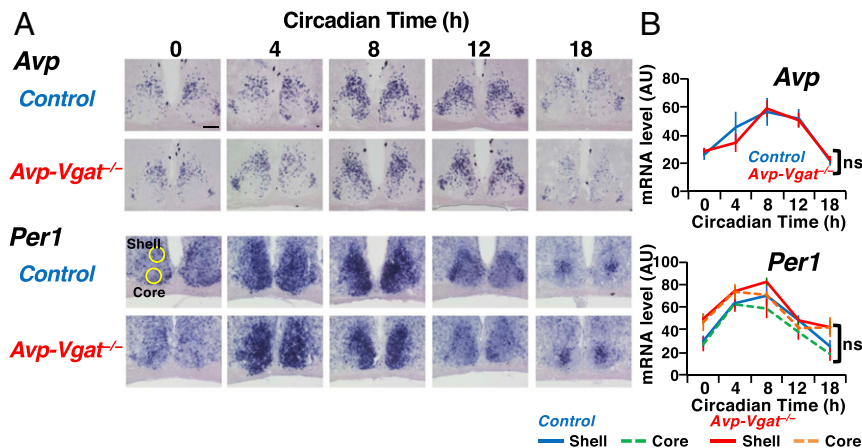 A
Circadian Time (h)
0 4 8 12 18
Avp
Control
Avp-Vgat–/–
Per1
Shell
Control
Core
Avp-Vgat–/–
B
Avp
mRNA level (AU)
80
60
40
20
0
Control
Avp-Vgat–/–
ns
0 4 8 12 18
Circadian Time (h)
Per1
mRNA level (AU)
100
80
60
40
20
0
ns
0 4 8 12 18
Circadian Time (h)
Control Avp-Vgat–/–
Shell Core Shell Core